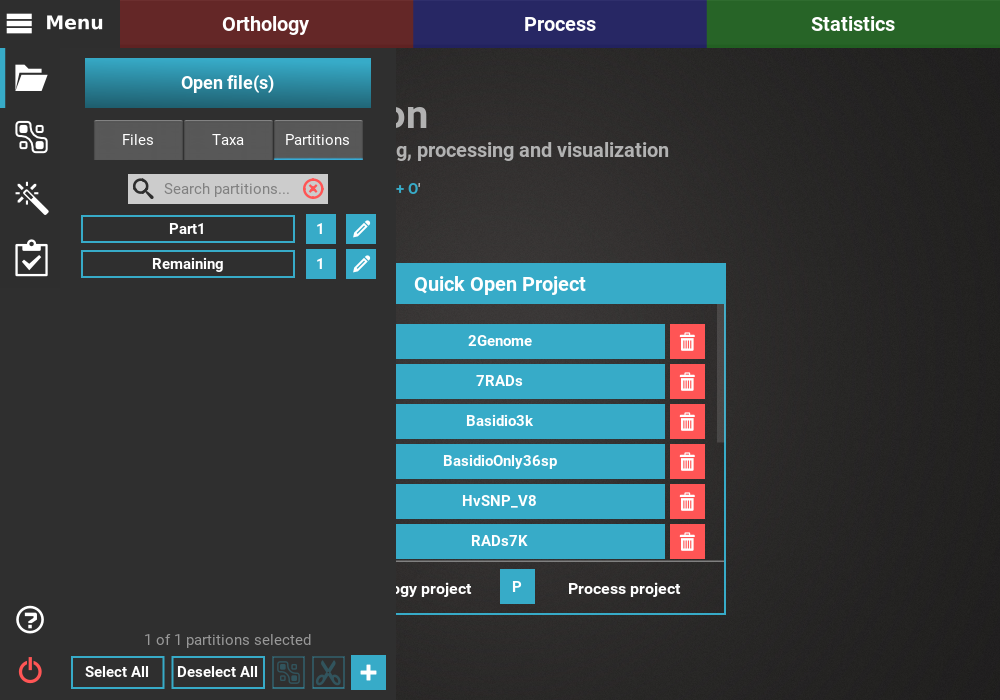 Menu
Orthology
Process
Statistics
Open file(s)
Files
Taxa
Partitions
Search partitions...
Part1
1
Remaining
1
on
g, processing and visualization
+ O'
Quick Open Project
2Genome
7RADs
Basidio3k
BasidioOnly36sp
HvSNP_V8
RADs7K
ogy project
P
Process project
?
1 of 1 partitions selected
Select All
Deselect All